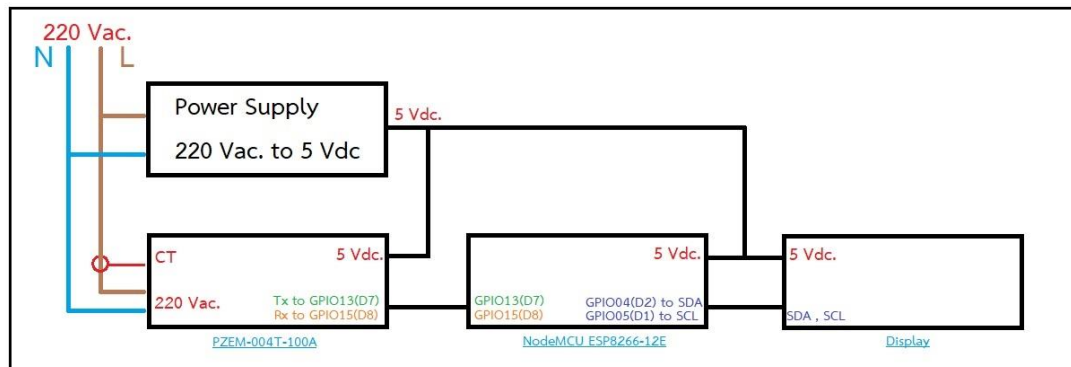 220 Vac.
N L
Power Supply
220 Vac. to 5 Vdc
5 Vdc.
CT
5 Vdc.
220 Vac.
Tx to GPIO13(D7)
Rx to GPIO15(D8)
PZEM-004T-100A
5 Vdc.
GPIO13(D7)
GPIO15(D8)
GPIO04(D2) to SDA
GPIO05(D1) to SCL
NodeMCU ESP8266-12E
5 Vdc.
SDA , SCL
Display